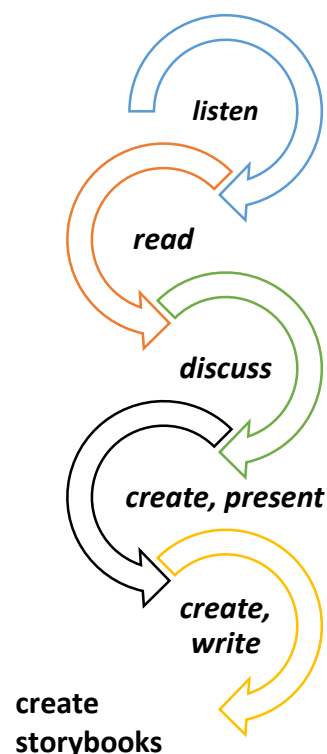 listen
read
discuss
create, present
create,
write
create
storybooks